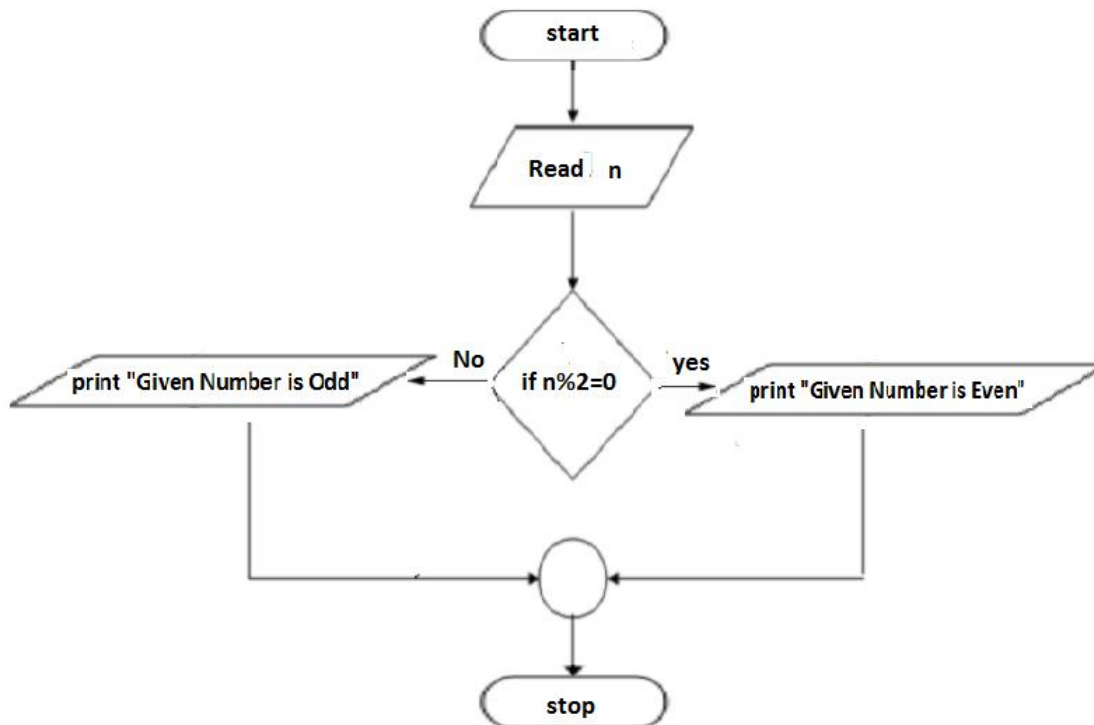 start
Read n
No
yes
print "Given Number is Odd"
if n%2=0
print "Given Number is Even"
stop